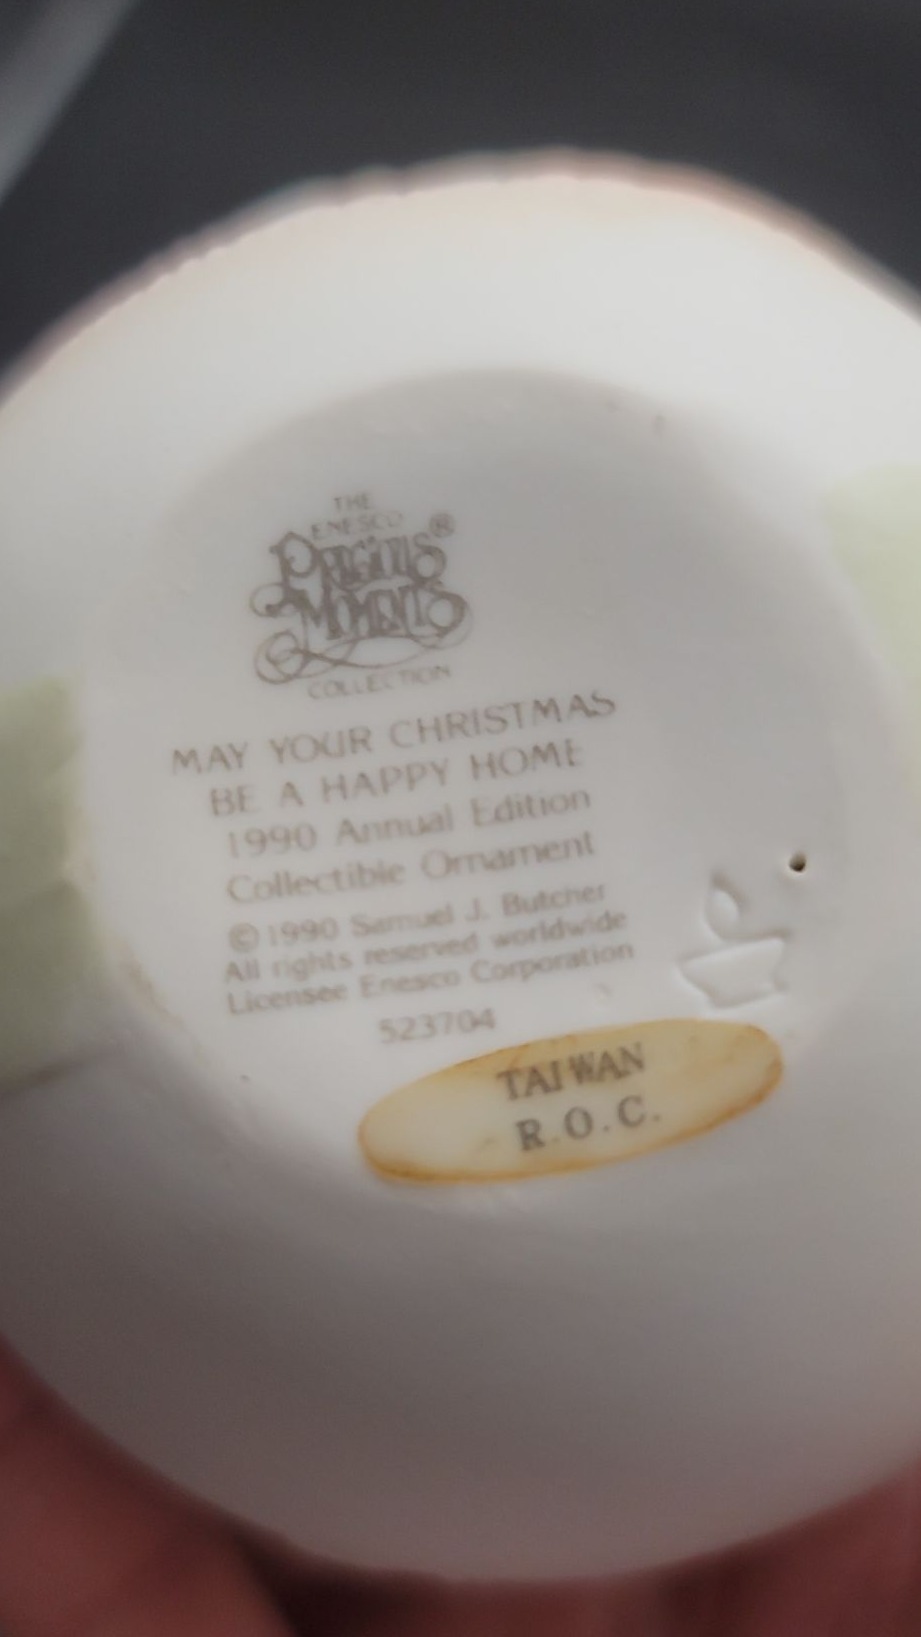 THE
ENESCO
PRECIOUS ®
MOMENTS
COLLECTION
MAY YOUR CHRISTMAS
BE A HAPPY HOME
1990 Annual Edition
Collectible Ornament
© 1990 Samuel J. Butcher
All rights reserved worldwide
Licensee Enesco Corporation
523704
TAIWAN
R.O.C.